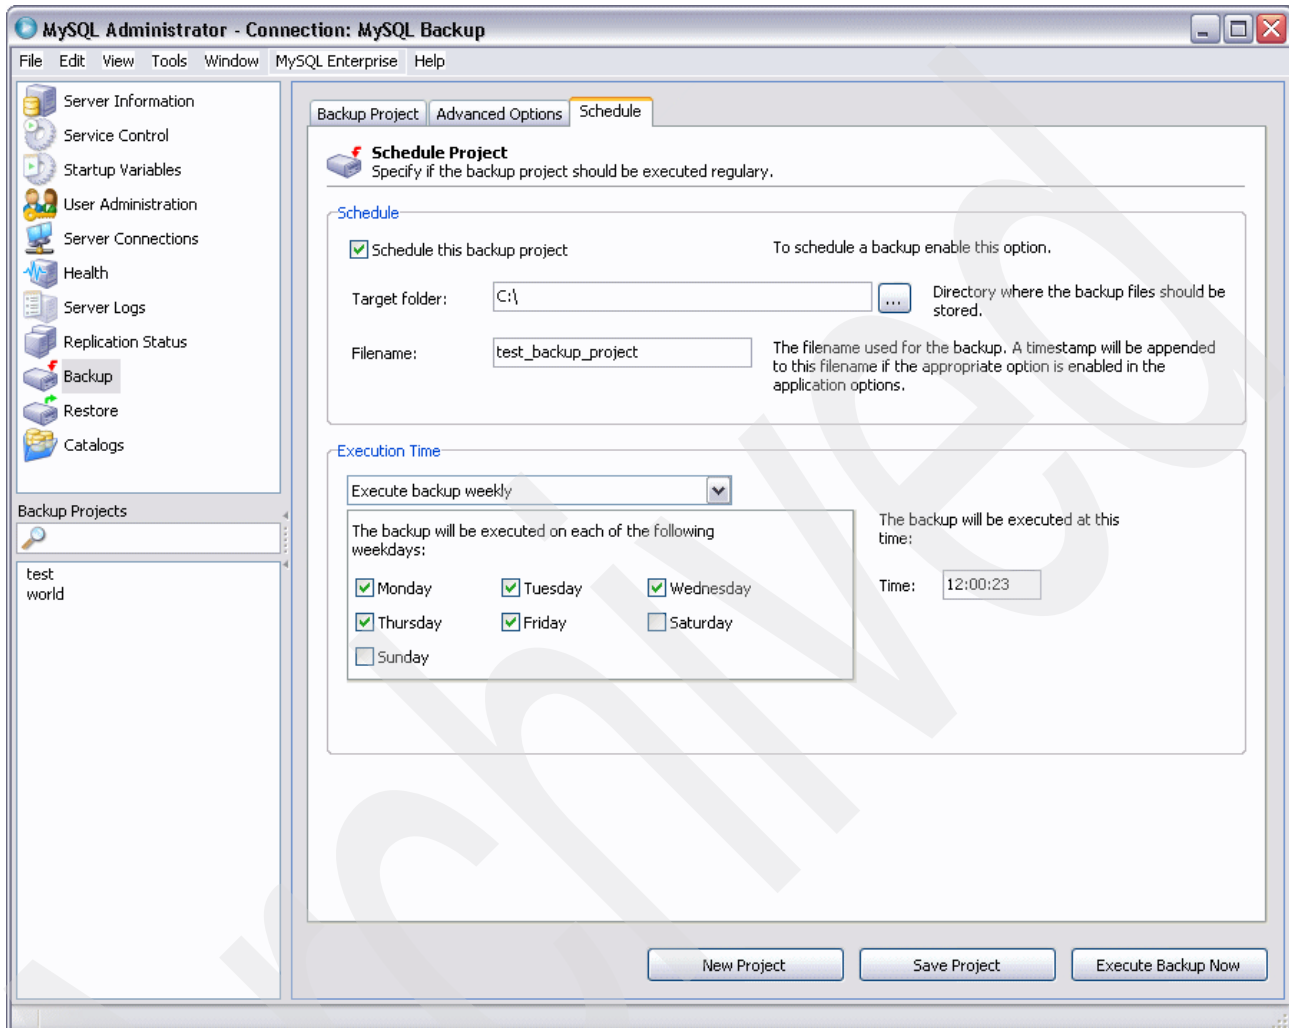 MySQL Administrator - Connection: MySQL Backup
File Edit View Tools Window MySQL Enterprise Help
Server Information
Service Control
Startup Variables
User Administration
Server Connections
Health
Server Logs
Replication Status
Backup
Restore
Catalogs
Backup Projects
test
world
Backup Project Advanced Options Schedule
Schedule Project
Specify if the backup project should be executed regulary.
Schedule
Schedule this backup project
To schedule a backup enable this option.
Target folder: C:\ ...
Directory where the backup files should be
stored.
Filename: test_backup_project
The filename used for the backup. A timestamp will be appended
to this filename if the appropriate option is enabled in the
application options.
Execution Time
Execute backup weekly
The backup will be executed on each of the following
weekdays:
Monday Tuesday Wednesday
Thursday Friday Saturday
Sunday
The backup will be executed at this
time:
Time: 12:00:23
New Project Save Project Execute Backup Now
Archived